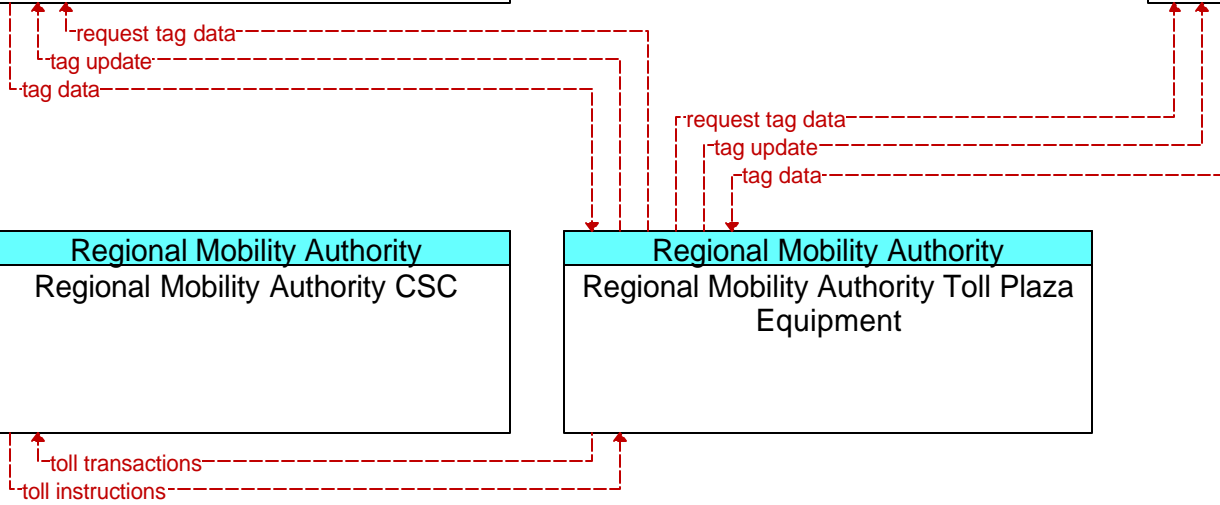 request tag data
tag update
tag data
request tag data
tag update
tag data
Regional Mobility Authority
Regional Mobility Authority CSC
Regional Mobility Authority
Regional Mobility Authority Toll Plaza
Equipment
toll transactions
toll instructions